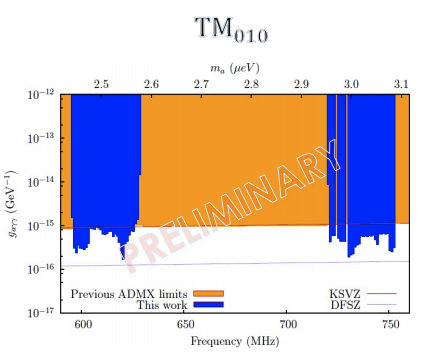 TM010
mₐ (μeV)
2.5 2.6 2.7 2.8 2.9 3.0 3.1
10⁻¹²
10⁻¹³
10⁻¹⁴
10⁻¹⁵
10⁻¹⁶
10⁻¹⁷
gₐγγ (GeV⁻¹)
PRELIMINARY
Previous ADMX limits
This work
KSVZ
DFSZ
600 650 700 750
Frequency (MHz)